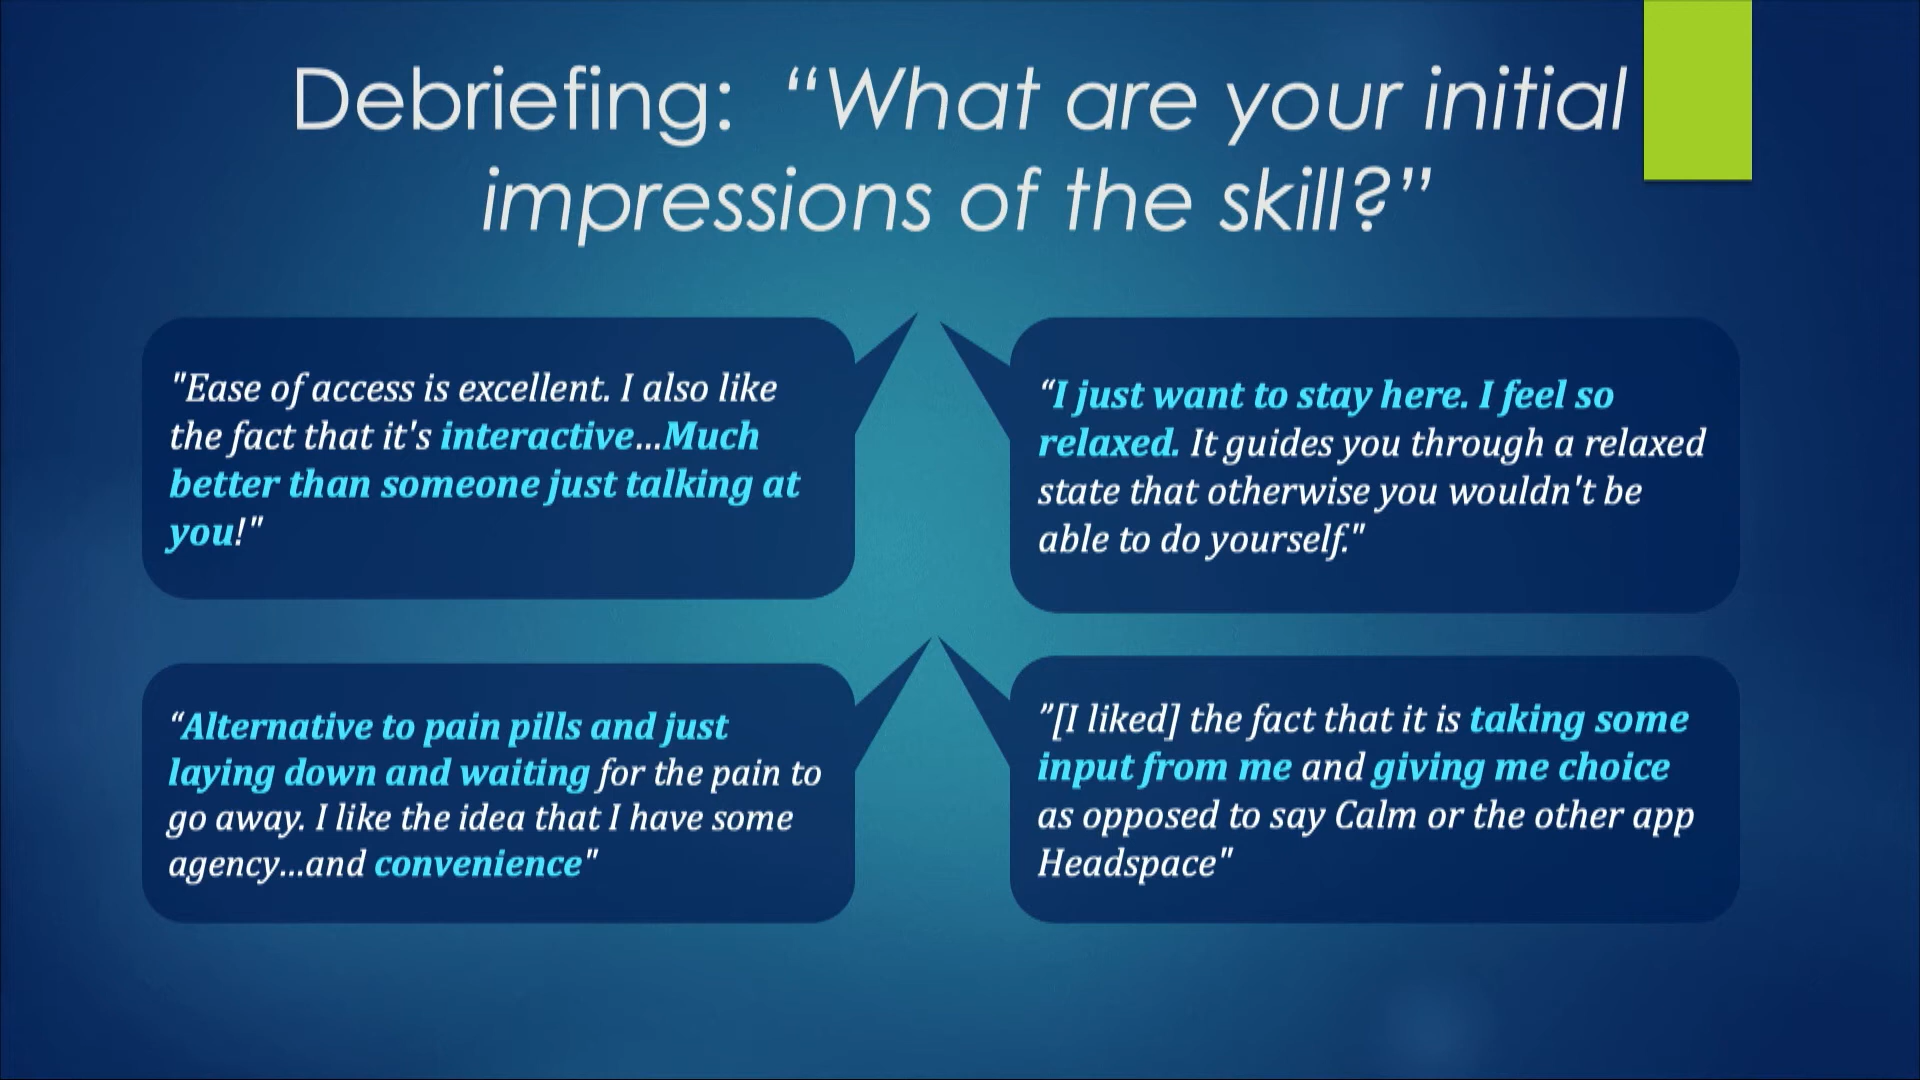 Debriefing: “What are your initial
impressions of the skill?”
"Ease of access is excellent. I also like
the fact that it's interactive...Much
better than someone just talking at
you!"
“I just want to stay here. I feel so
relaxed. It guides you through a relaxed
state that otherwise you wouldn't be
able to do yourself."
“Alternative to pain pills and just
laying down and waiting for the pain to
go away. I like the idea that I have some
agency...and convenience"
”[I liked] the fact that it is taking some
input from me and giving me choice
as opposed to say Calm or the other app
Headspace"